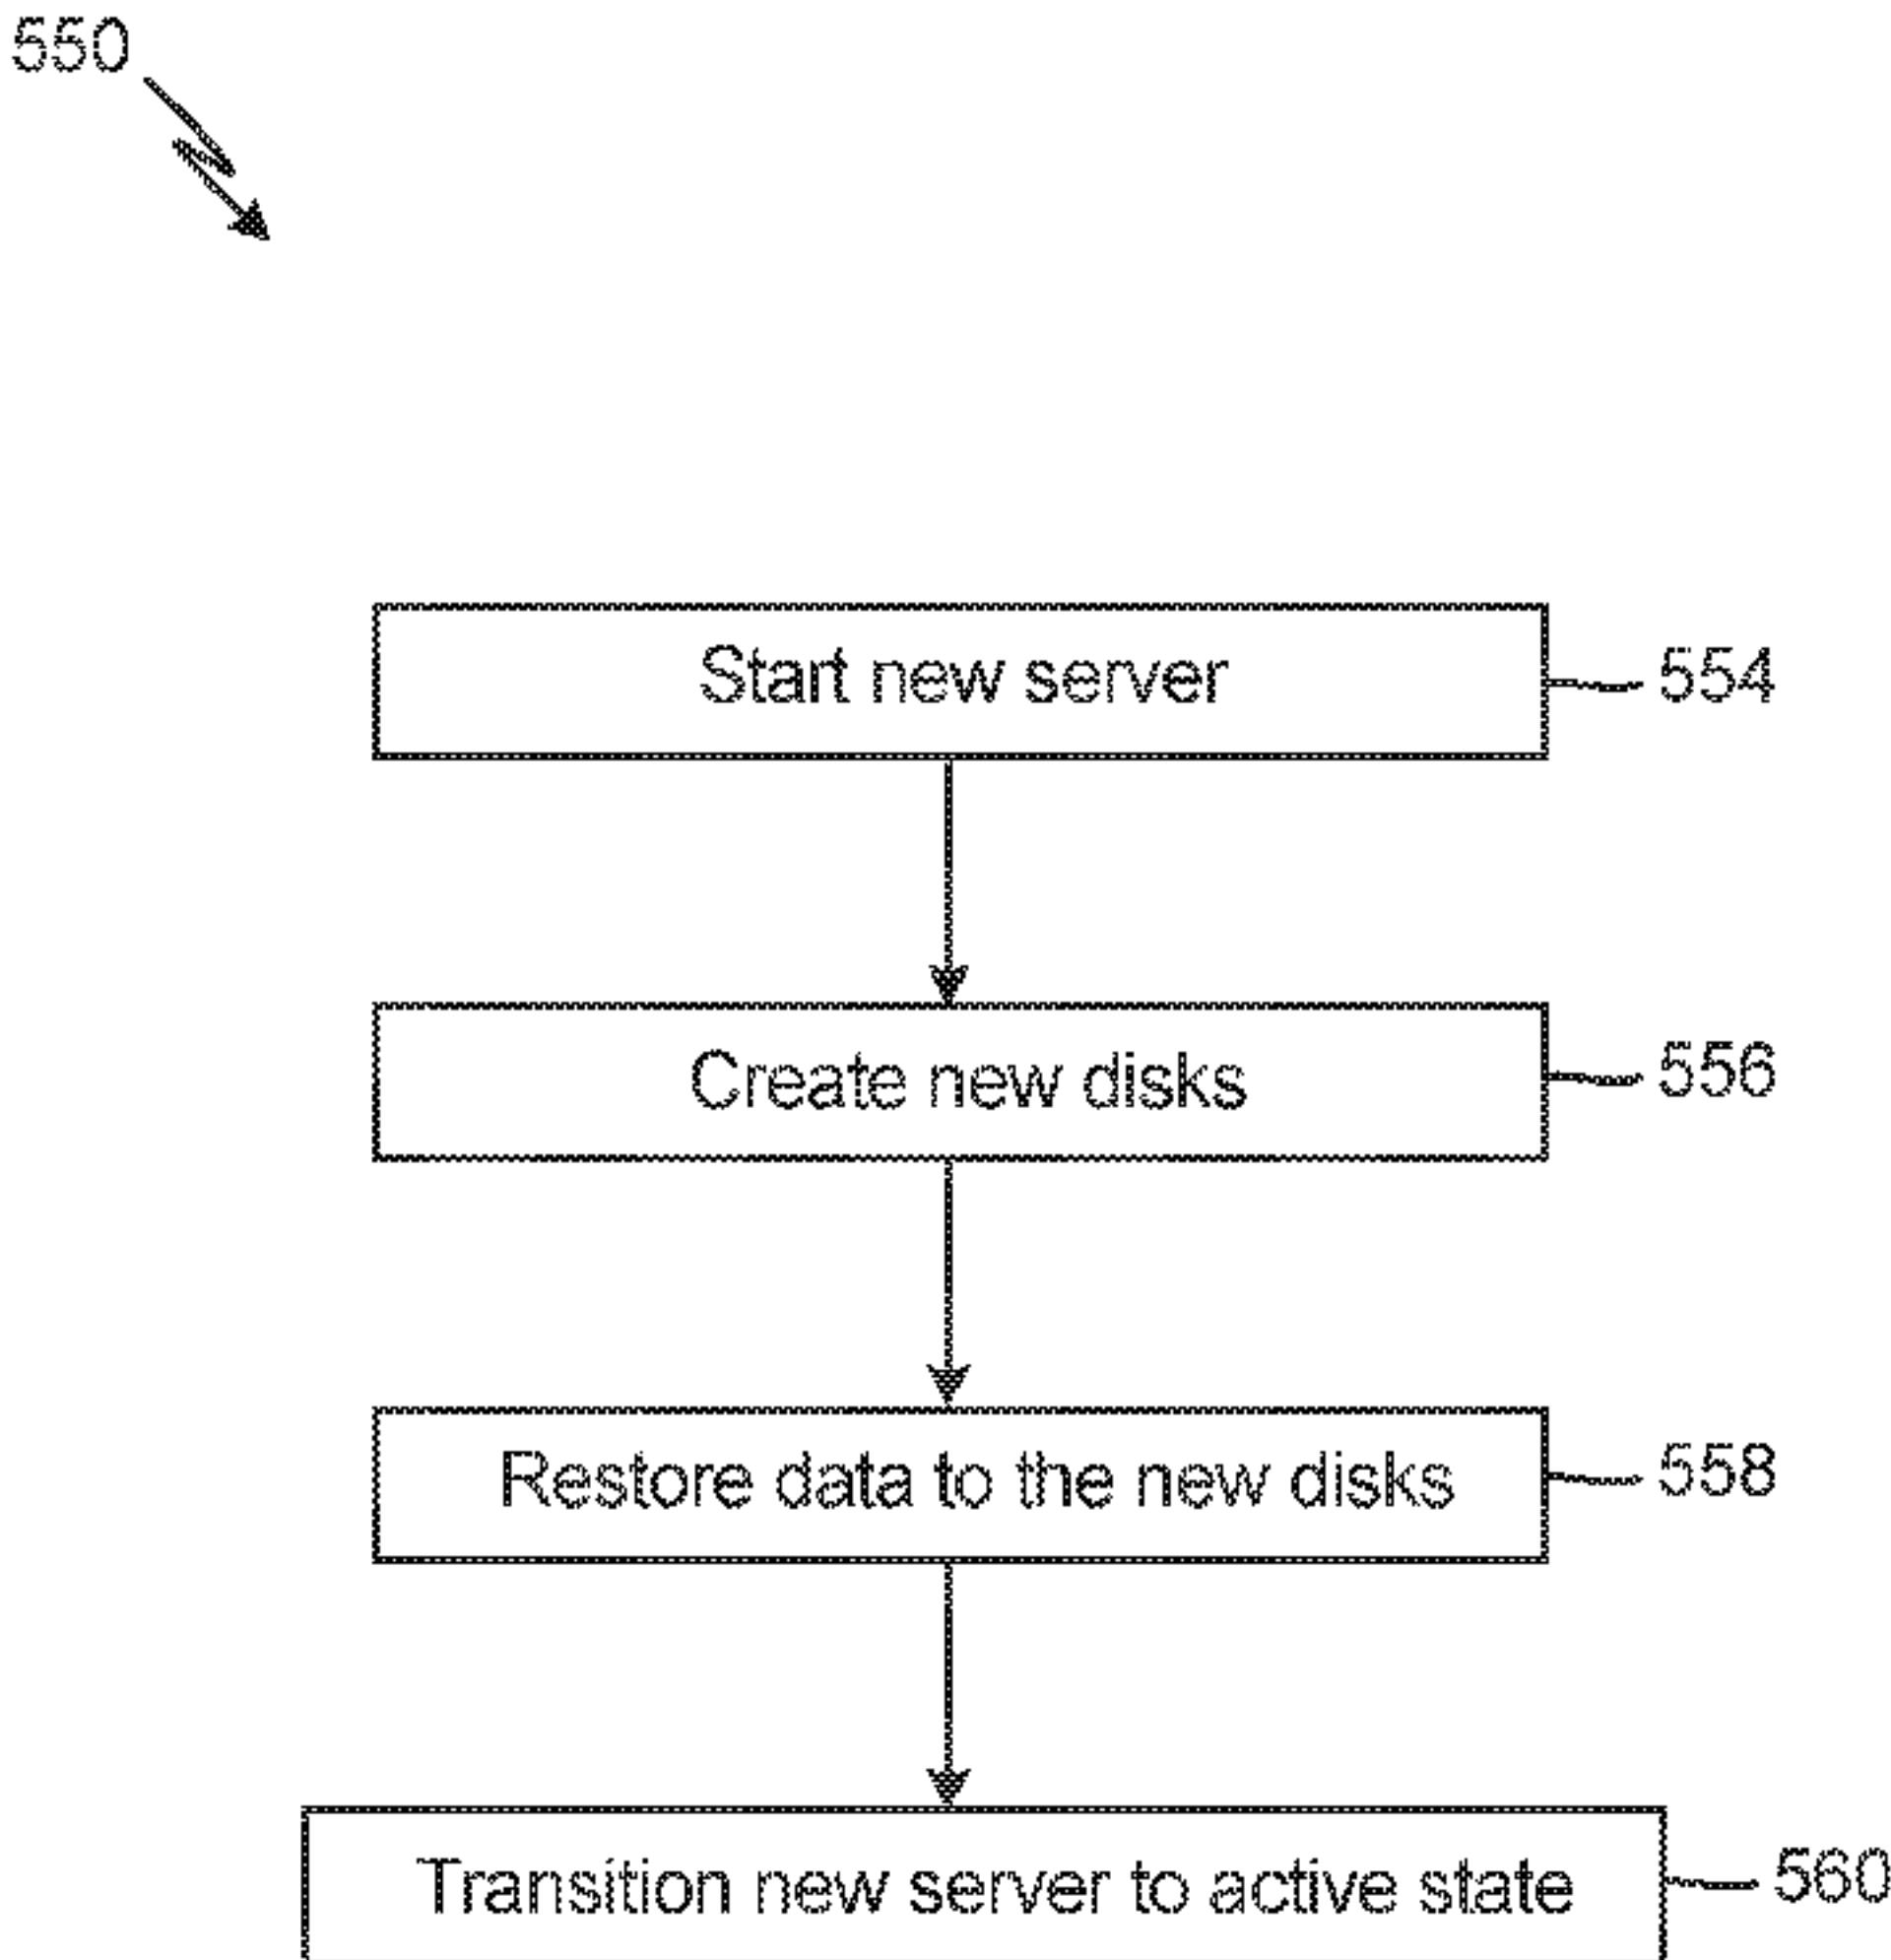 550
Start new server
554
Create new disks
556
Restore data to the new disks
558
Transition new server to active state
560